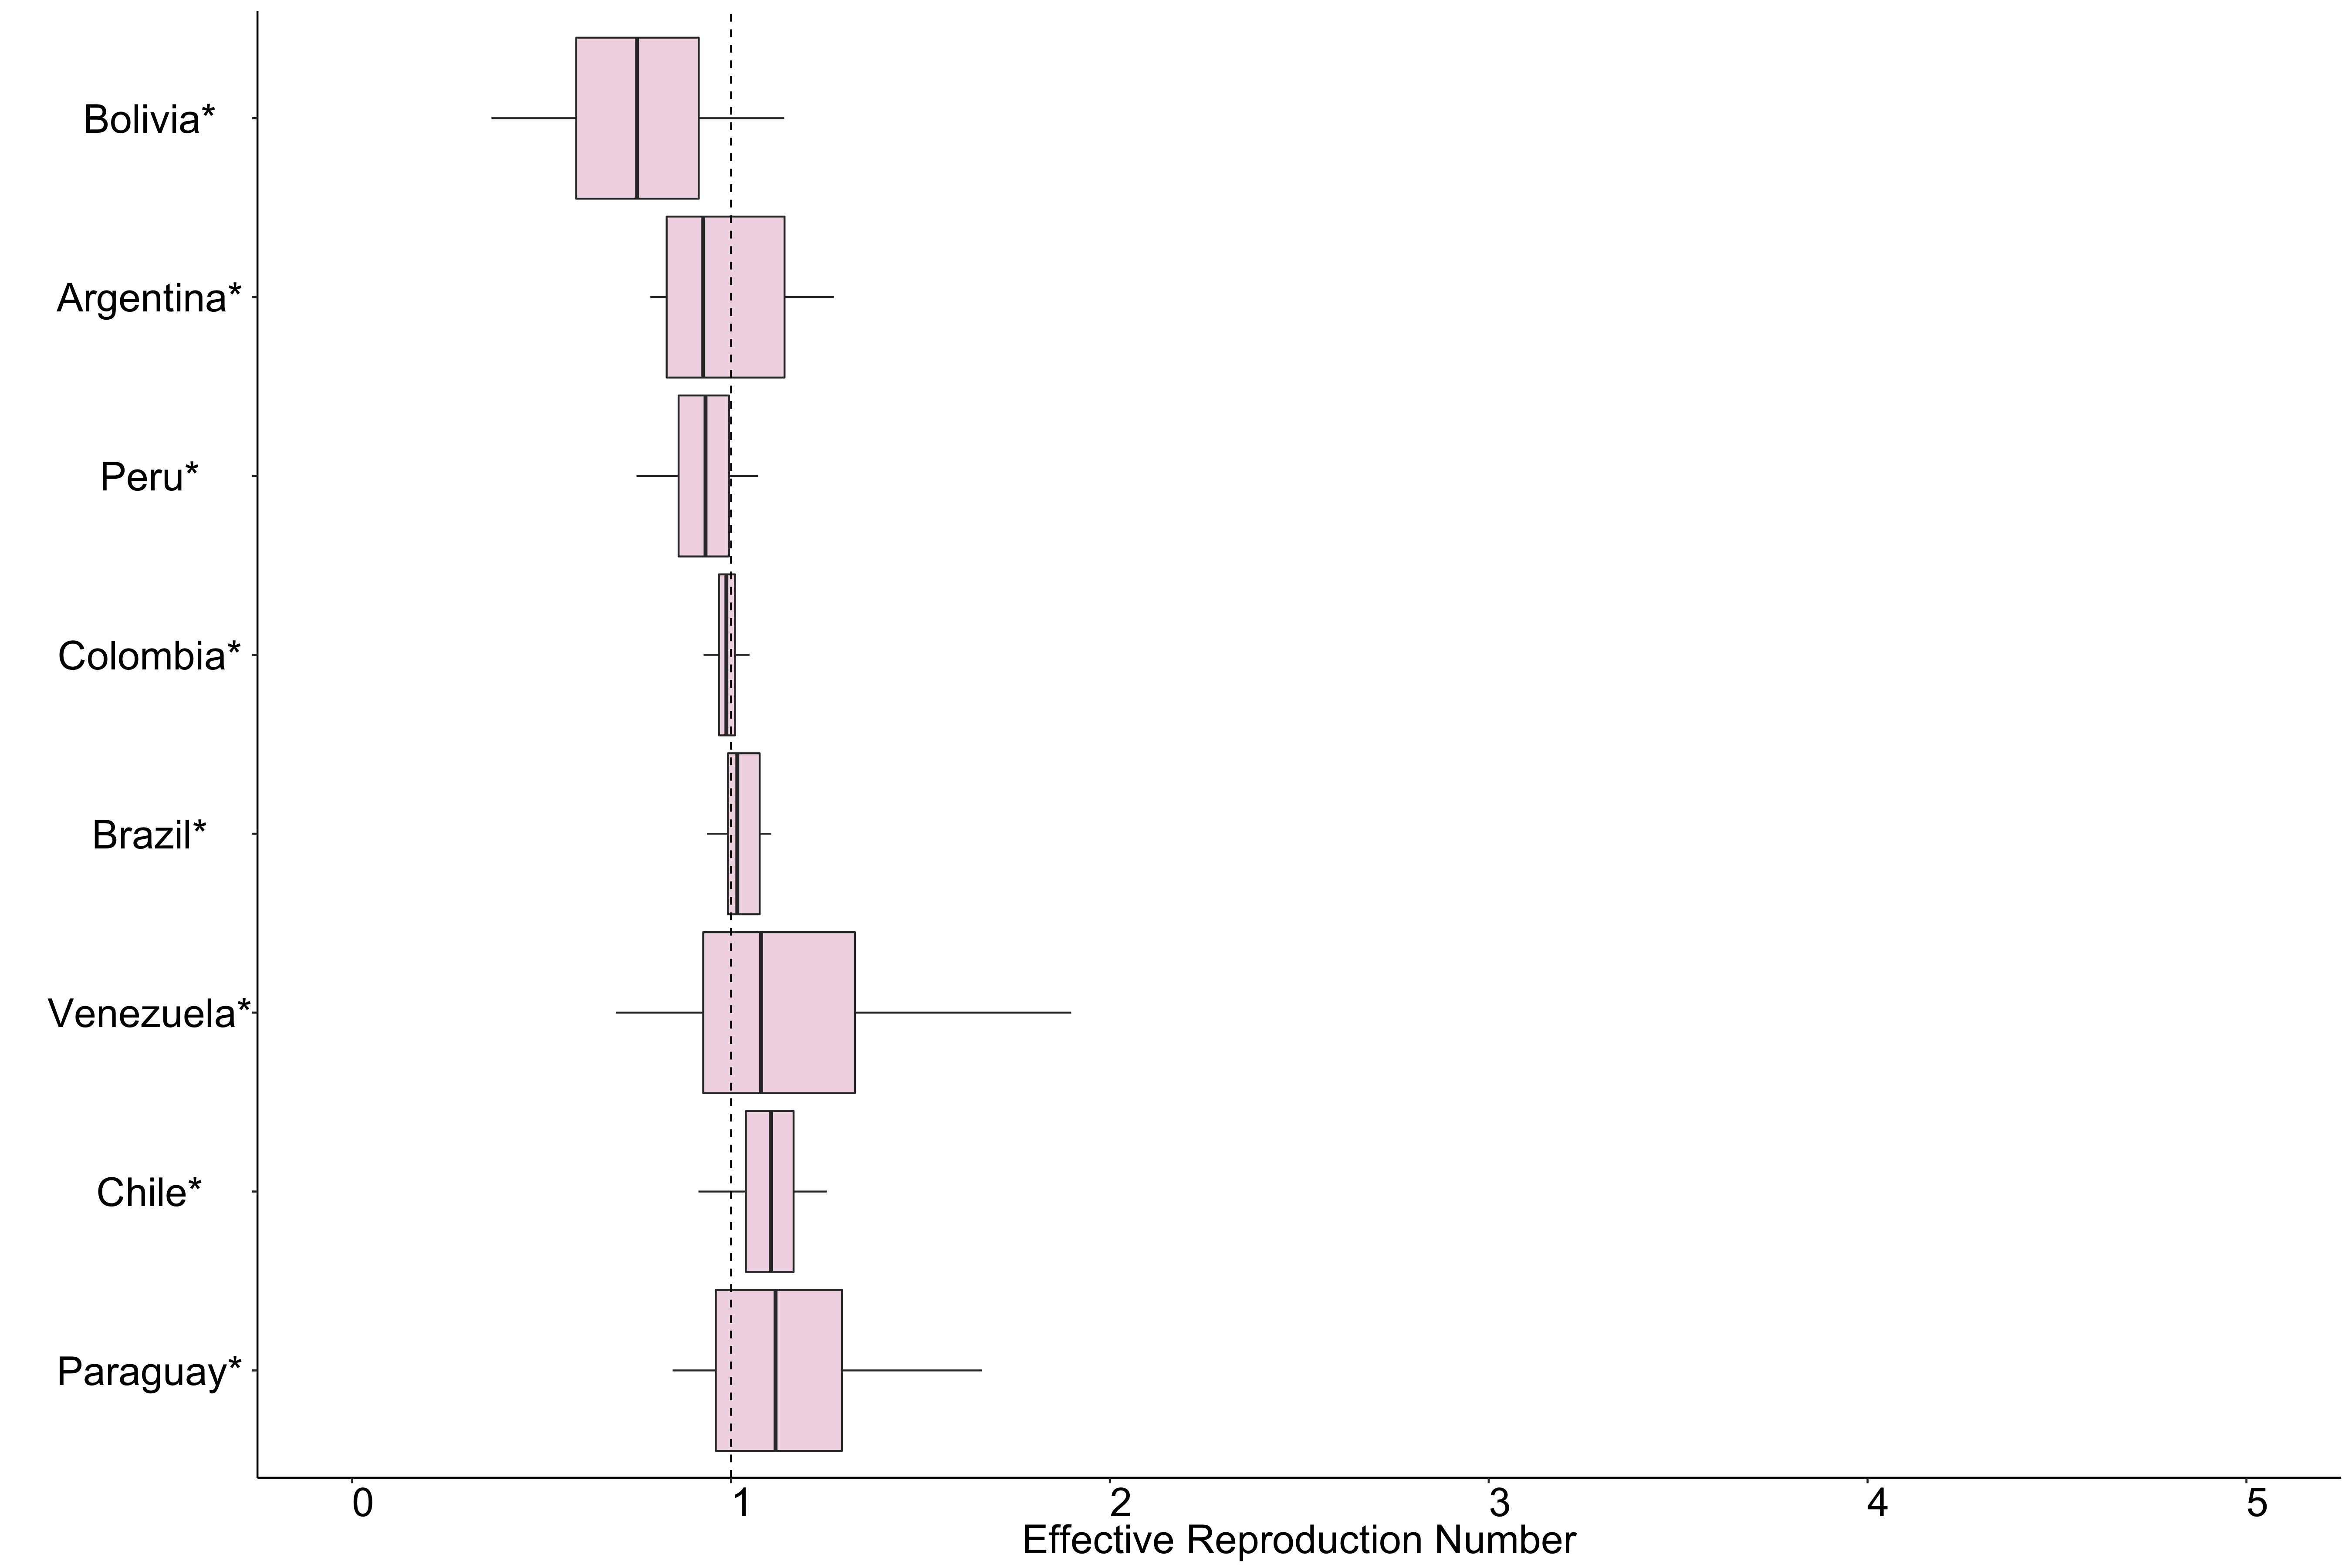 Bolivia*
Argentina*
Peru*
Colombia*
Brazil*
Venezuela*
Chile*
Paraguay*
0 1 2 3 4 5
Effective Reproduction Number